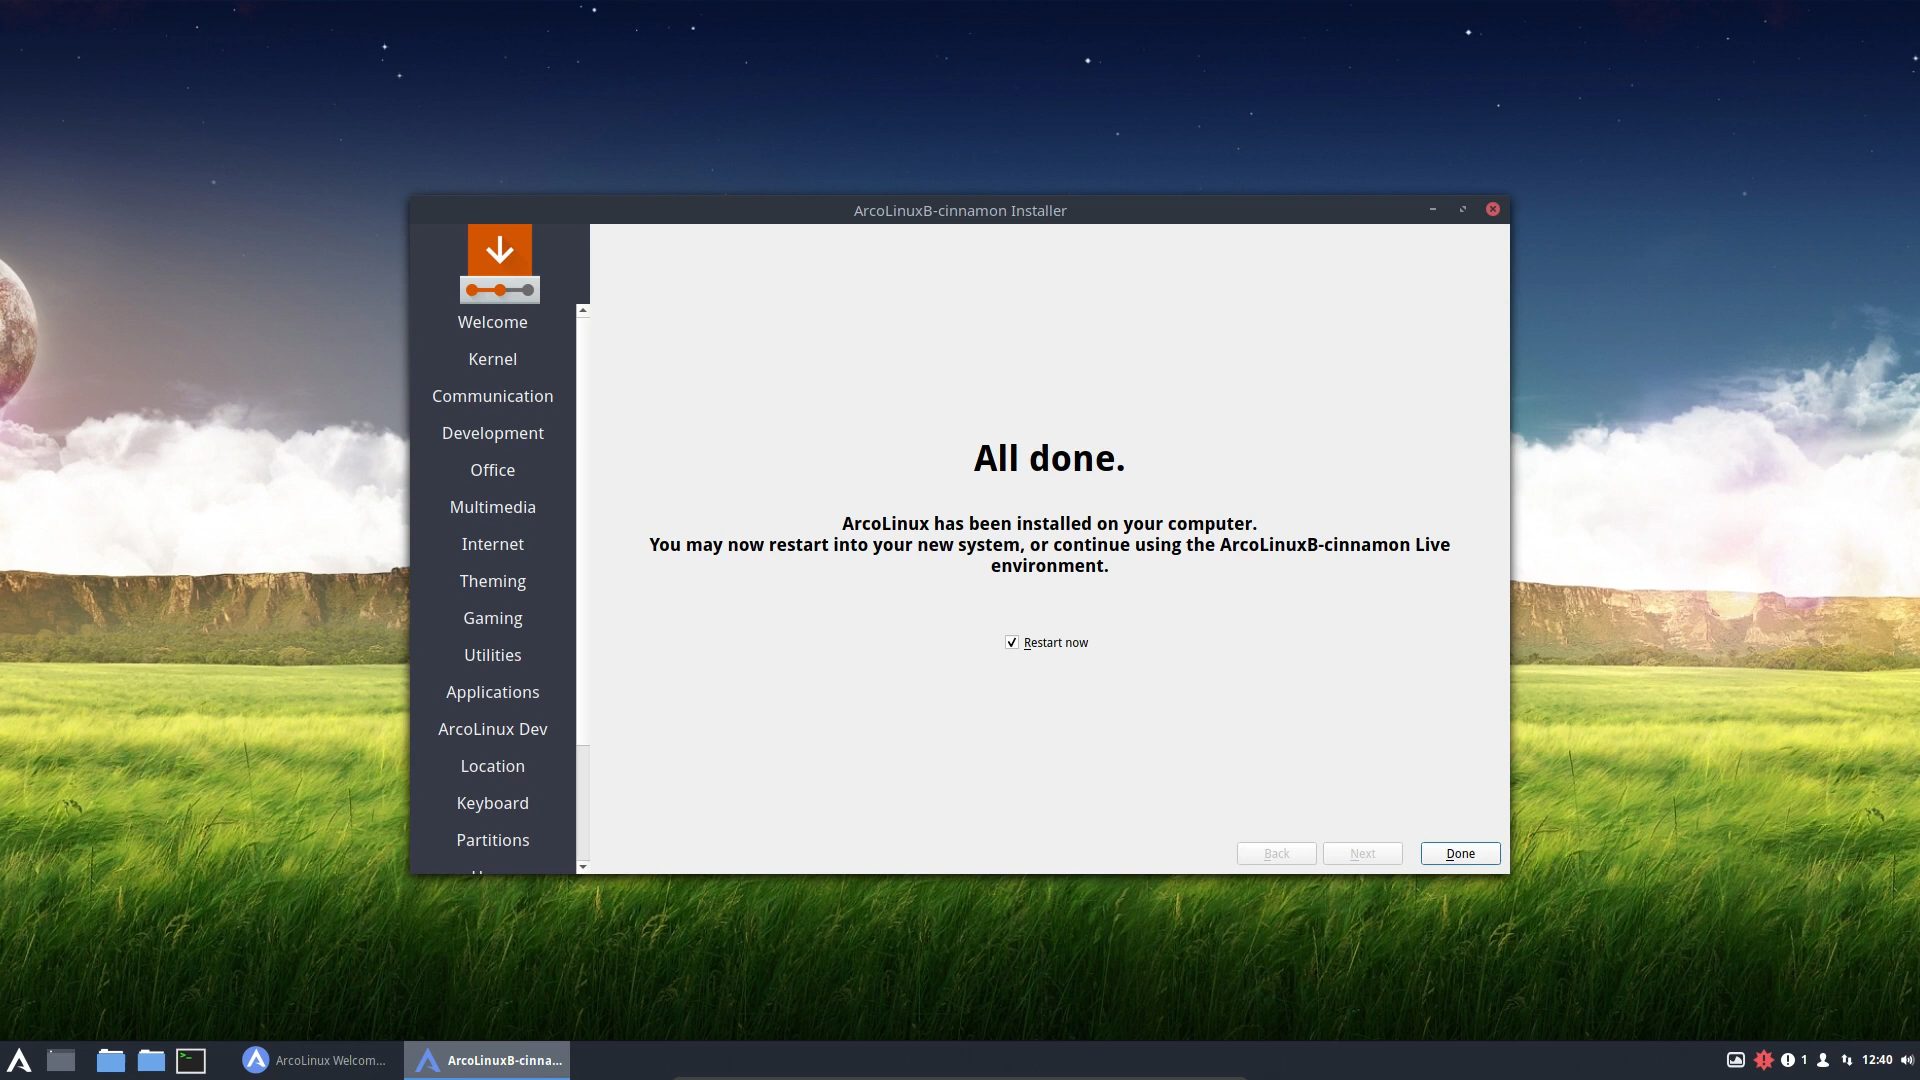 ArcoLinuxB-cinnamon Installer
Welcome
Kernel
Communication
Development
Office
Multimedia
Internet
Theming
Gaming
Utilities
Applications
ArcoLinux Dev
Location
Keyboard
Partitions
All done.
ArcoLinux has been installed on your computer.
You may now restart into your new system, or continue using the ArcoLinuxB-cinnamon Live
environment.
Restart now
Back
Next
Done
>_
ArcoLinux Welcom...
ArcoLinuxB-cinna...
1
12:40